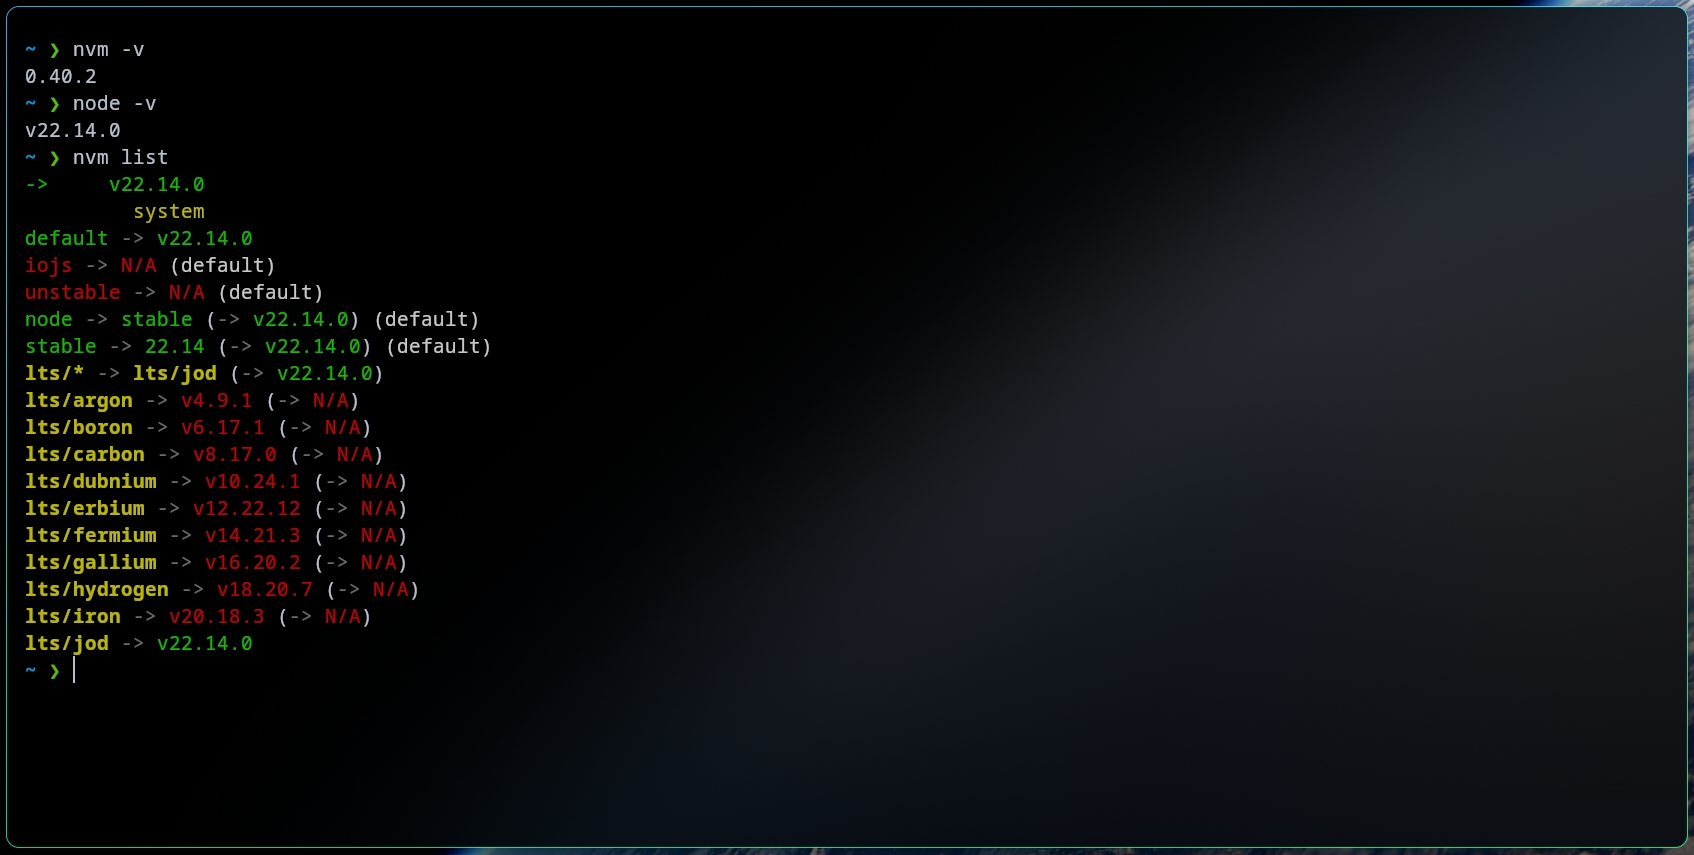 ~ ❯ nvm -v
0.40.2
~ ❯ node -v
v22.14.0
~ ❯ nvm list
->     v22.14.0
         system
default -> v22.14.0
iojs -> N/A (default)
unstable -> N/A (default)
node -> stable (-> v22.14.0) (default)
stable -> 22.14 (-> v22.14.0) (default)
lts/* -> lts/jod (-> v22.14.0)
lts/argon -> v4.9.1 (-> N/A)
lts/boron -> v6.17.1 (-> N/A)
lts/carbon -> v8.17.0 (-> N/A)
lts/dubnium -> v10.24.1 (-> N/A)
lts/erbium -> v12.22.12 (-> N/A)
lts/fermium -> v14.21.3 (-> N/A)
lts/gallium -> v16.20.2 (-> N/A)
lts/hydrogen -> v18.20.7 (-> N/A)
lts/iron -> v20.18.3 (-> N/A)
lts/jod -> v22.14.0
~ ❯